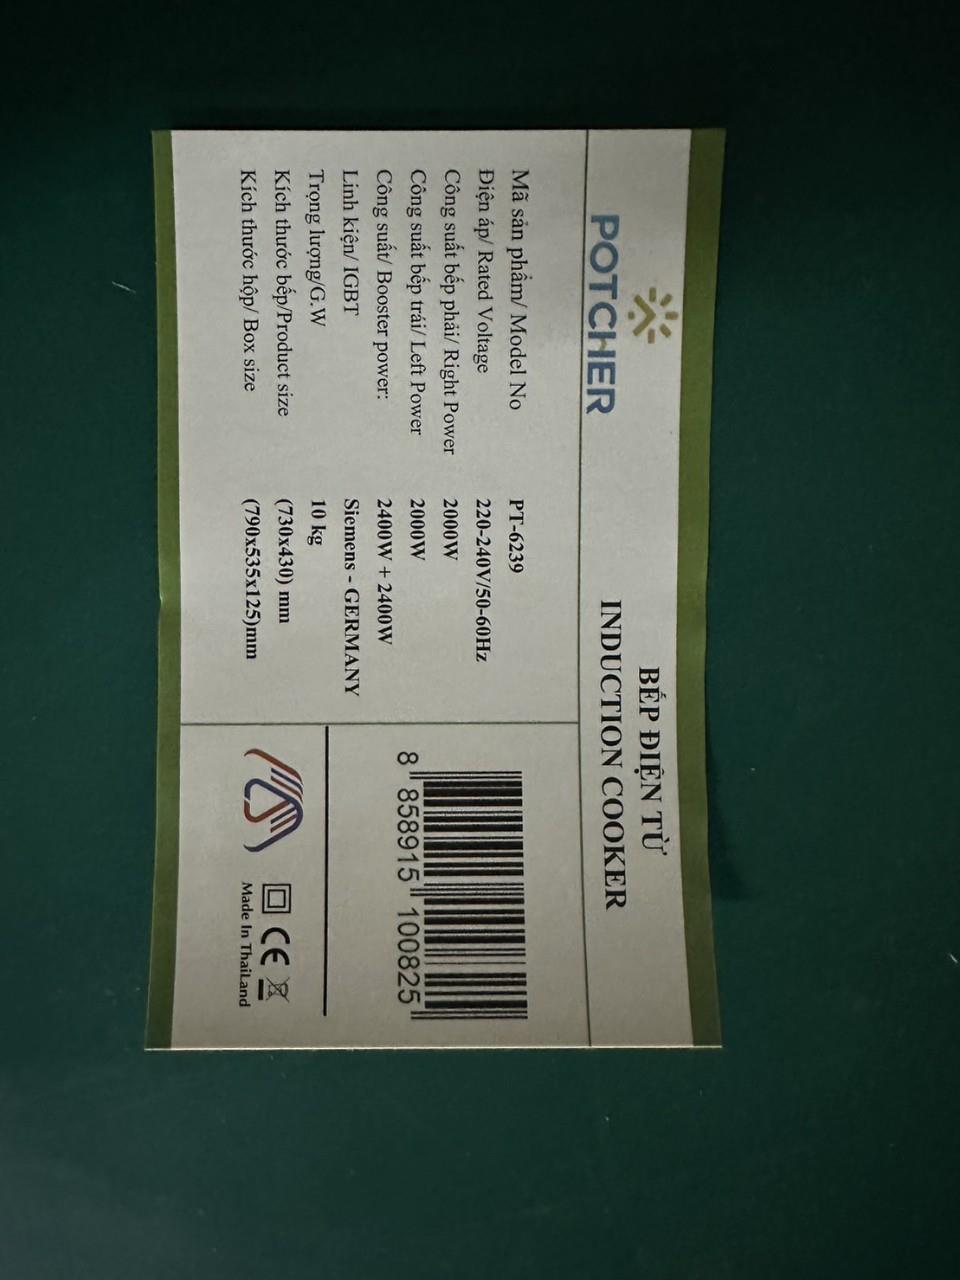 POTCHER
BẾP ĐIỆN TỪ
INDUCTION COOKER
Mã sản phẩm/ Model No PT-6239
Điện áp/ Rated Voltage 220-240V/50-60Hz
Công suất bếp phải/ Right Power 2000W
Công suất bếp trái/ Left Power 2000W
Công suất/ Booster power: 2400W + 2400W
Linh kiện/ IGBT Siemens - GERMANY
Trọng lượng/G.W 10 kg
Kích thước bếp/Product size (730x430) mm
Kích thước hộp/ Box size (790x535x125)mm
8 858915 100825
CE
Made In ThaiLand